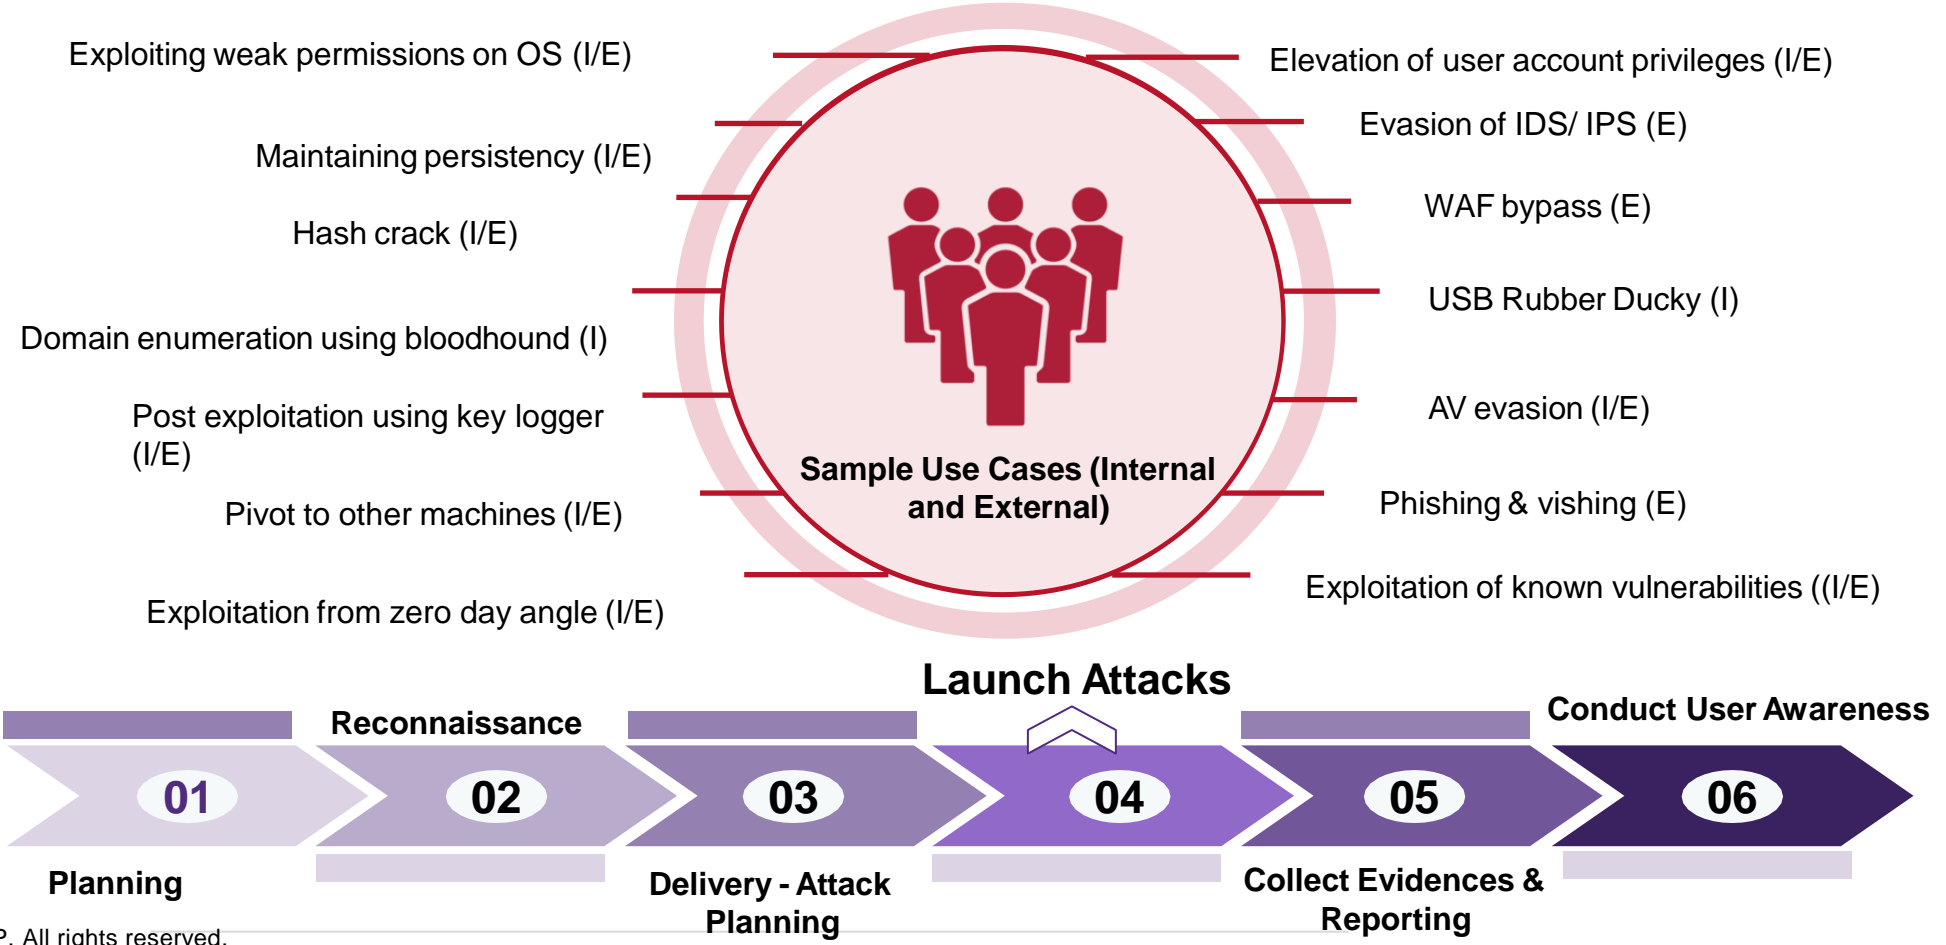 Exploiting weak permissions on OS (I/E)
Maintaining persistency (I/E)
Hash crack (I/E)
Domain enumeration using bloodhound (I)
Post exploitation using key logger
(I/E)
Pivot to other machines (I/E)
Exploitation from zero day angle (I/E)
Sample Use Cases (Internal
and External)
Elevation of user account privileges (I/E)
Evasion of IDS/ IPS (E)
WAF bypass (E)
USB Rubber Ducky (I)
AV evasion (I/E)
Phishing & vishing (E)
Exploitation of known vulnerabilities ((I/E)
Launch Attacks
Reconnaissance
Conduct User Awareness
01
02
03
04
05
06
Planning
Delivery - Attack
Planning
Collect Evidences &
Reporting
P. All rights reserved.